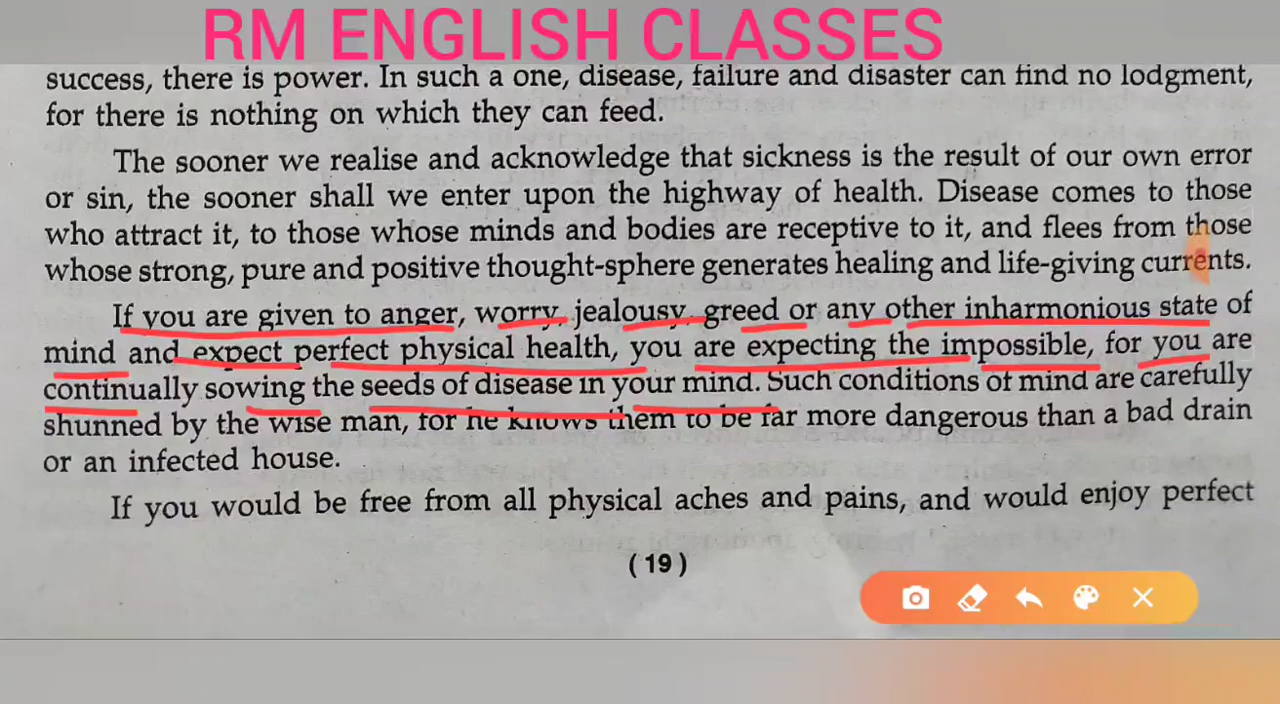 RM ENGLISH CLASSES
success, there is power. In such a one, disease, failure and disaster can find no lodgment,
for there is nothing on which they can feed.
The sooner we realise and acknowledge that sickness is the result of our own error
or sin, the sooner shall we enter upon the highway of health. Disease comes to those
who attract it, to those whose minds and bodies are receptive to it, and flees from those
whose strong, pure and positive thought-sphere generates healing and life-giving currents.
If you are given to anger, worry, jealousy, greed or any other inharmonious state of
mind and expect perfect physical health, you are expecting the impossible, for you are
continually sowing the seeds of disease in your mind. Such conditions of mind are carefully
shunned by the wise man, for he knows them to be far more dangerous than a bad drain
or an infected house.
If you would be free from all physical aches and pains, and would enjoy perfect
( 19 )